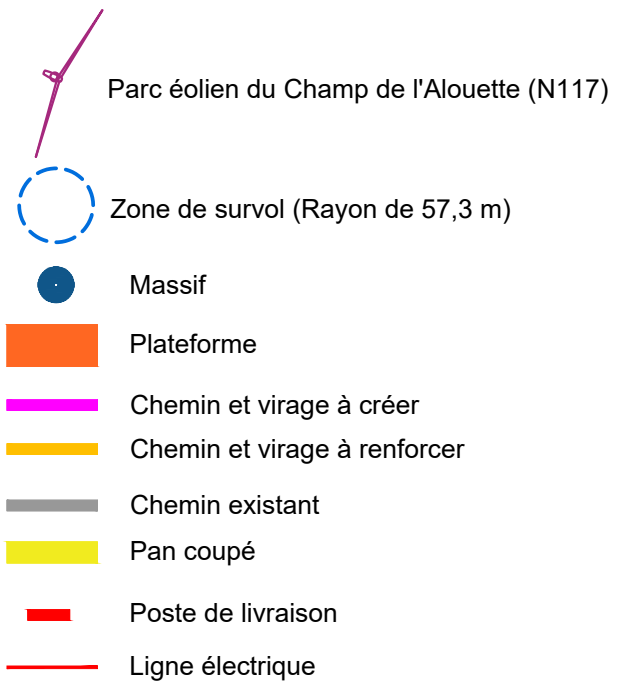 Parc éolien du Champ de l'Alouette (N117)
Zone de survol (Rayon de 57,3 m)
Massif
Plateforme
Chemin et virage à créer
Chemin et virage à renforcer
Chemin existant
Pan coupé
Poste de livraison
Ligne électrique